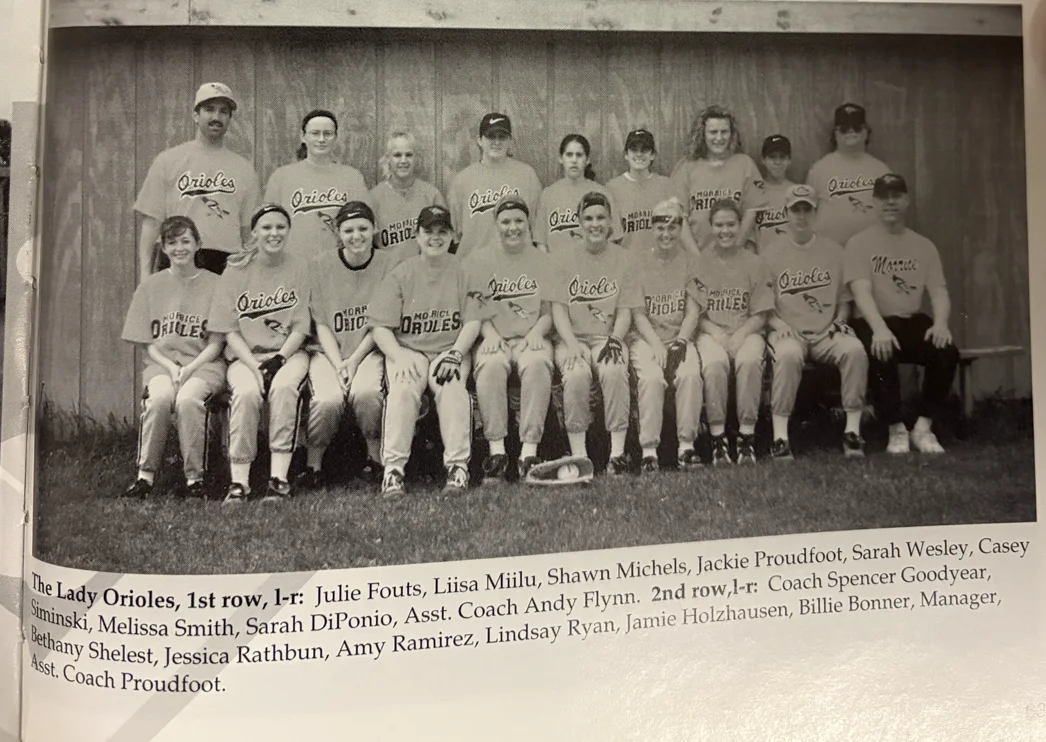 Orioles
Orioles
MORRICE
ORIOLES
Orioles
MORRICE
ORIOLES
Orioles
MORRICE
ORIOLES
Orioles
MORRICE
ORIOLES
Orioles
Orioles
Morrice
The Lady Orioles, 1st row, l-r: Julie Fouts, Liisa Miilu, Shawn Michels, Jackie Proudfoot, Sarah Wesley, Casey
Siminski, Melissa Smith, Sarah DiPonio, Asst. Coach Andy Flynn. 2nd row,l-r: Coach Spencer Goodyear,
Bethany Shelest, Jessica Rathbun, Amy Ramirez, Lindsay Ryan, Jamie Holzhausen, Billie Bonner, Manager,
Asst. Coach Proudfoot.